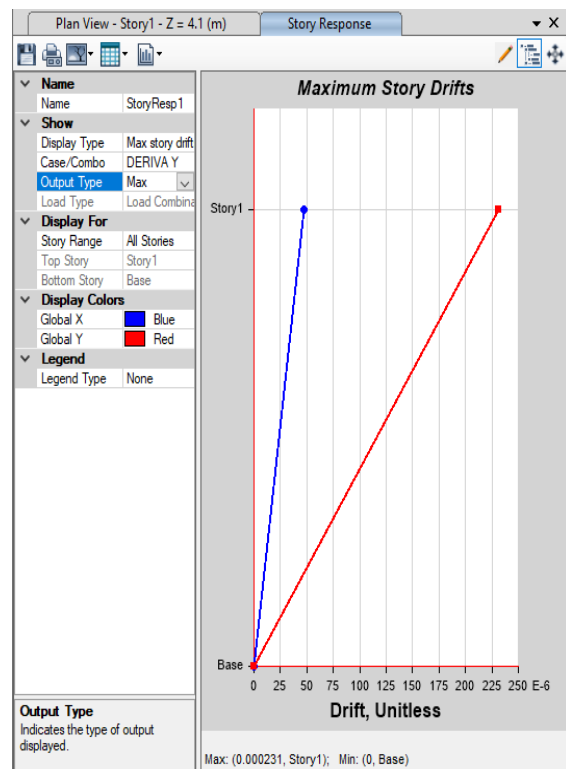 Plan View - Story1 - Z = 4.1 (m)
Story Response
Name
Name StoryResp1
Show
Display Type Max story drift
Case/Combo DERIVA Y
Output Type Max
Load Type Load Combina
Display For
Story Range All Stories
Top Story Story1
Bottom Story Base
Display Colors
Global X Blue
Global Y Red
Legend
Legend Type None
Output Type
Indicates the type of output
displayed.
Maximum Story Drifts
Story1
Base
0 25 50 75 100 125 150 175 200 225 250 E-6
Drift, Unitless
Max: (0.000231, Story1); Min: (0, Base)